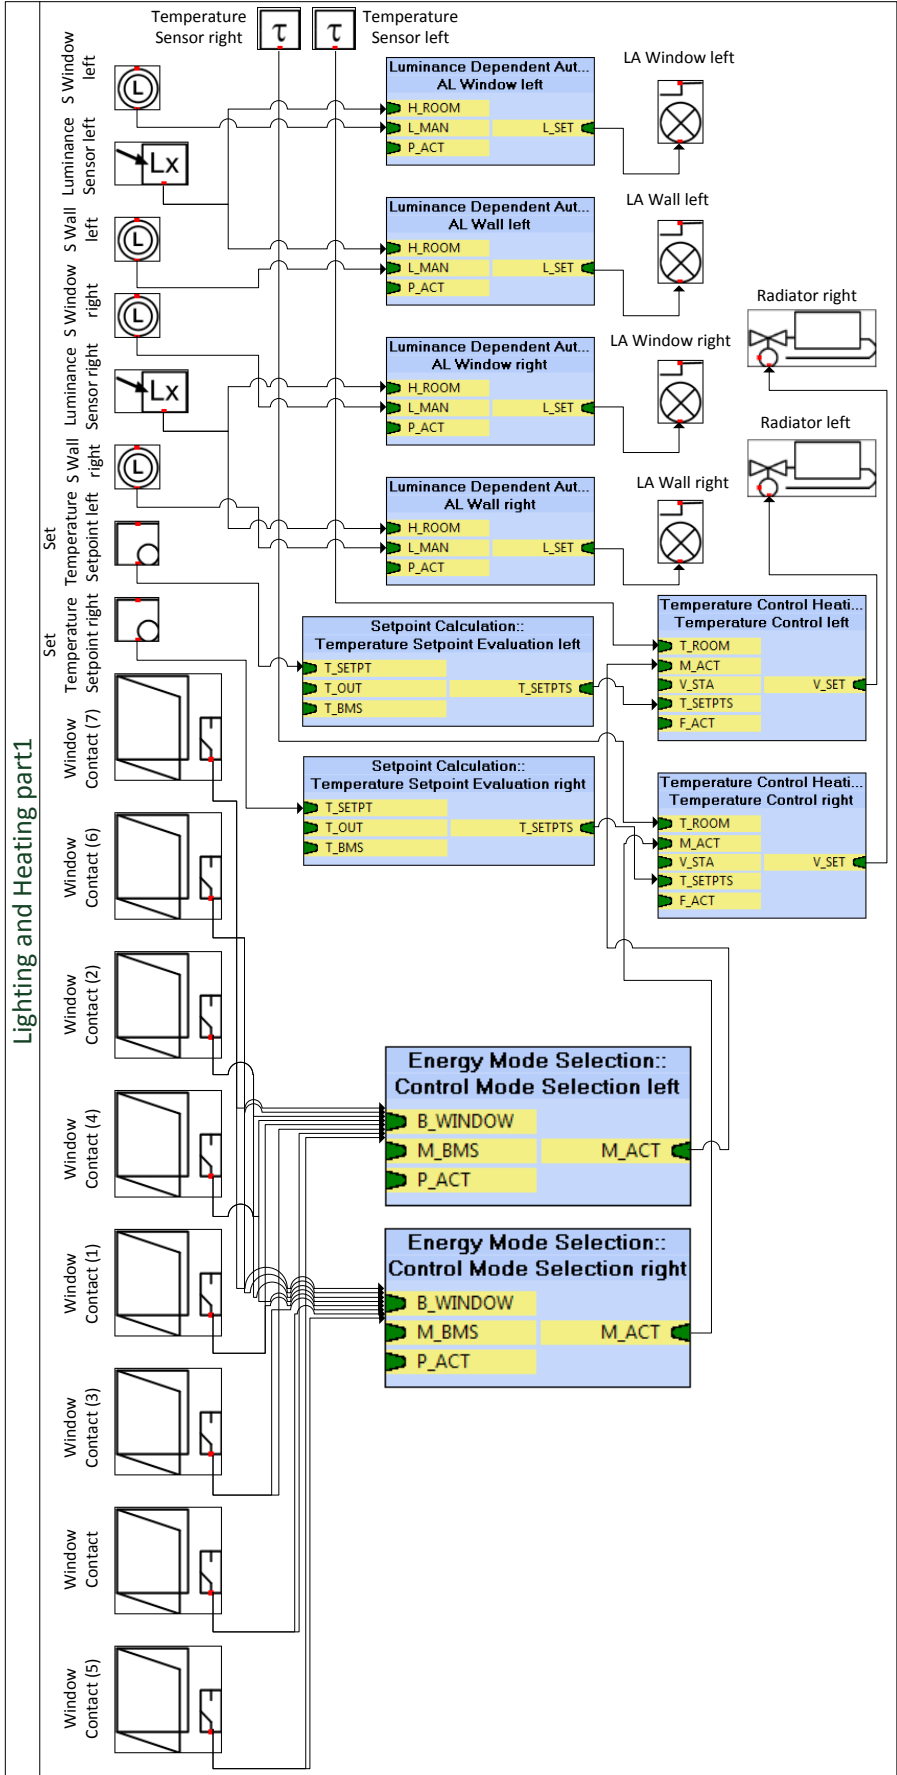 Lighting and Heating part1
Temperature
Sensor right
τ
τ
Temperature
Sensor left
S Window
left
L
Luminance
Sensor left
Lx
S Wall
left
L
S Window
right
L
Luminance
Sensor right
Lx
S Wall
right
L
Set
Temperature
Setpoint left
Set
Temperature
Setpoint right
Window
Contact (7)
Window
Contact (6)
Window
Contact (2)
Window
Contact (4)
Window
Contact (1)
Window
Contact (3)
Window
Contact
Window
Contact (5)
Luminance Dependent Aut...
AL Window left
H_ROOM
L_MAN
L_SET
P_ACT
LA Window left
Luminance Dependent Aut...
AL Wall left
H_ROOM
L_MAN
L_SET
P_ACT
LA Wall left
Luminance Dependent Aut...
AL Window right
H_ROOM
L_MAN
L_SET
P_ACT
LA Window right
Luminance Dependent Aut...
AL Wall right
H_ROOM
L_MAN
L_SET
P_ACT
LA Wall right
Radiator right
Radiator left
Setpoint Calculation::
Temperature Setpoint Evaluation left
T_SETPT
T_OUT
T_SETPTS
T_BMS
Temperature Control Heati...
Temperature Control left
T_ROOM
M_ACT
V_STA
V_SET
T_SETPTS
F_ACT
Setpoint Calculation::
Temperature Setpoint Evaluation right
T_SETPT
T_OUT
T_SETPTS
T_BMS
Temperature Control Heati...
Temperature Control right
T_ROOM
M_ACT
V_STA
V_SET
T_SETPTS
F_ACT
Energy Mode Selection::
Control Mode Selection left
B_WINDOW
M_BMS
M_ACT
P_ACT
Energy Mode Selection::
Control Mode Selection right
B_WINDOW
M_BMS
M_ACT
P_ACT